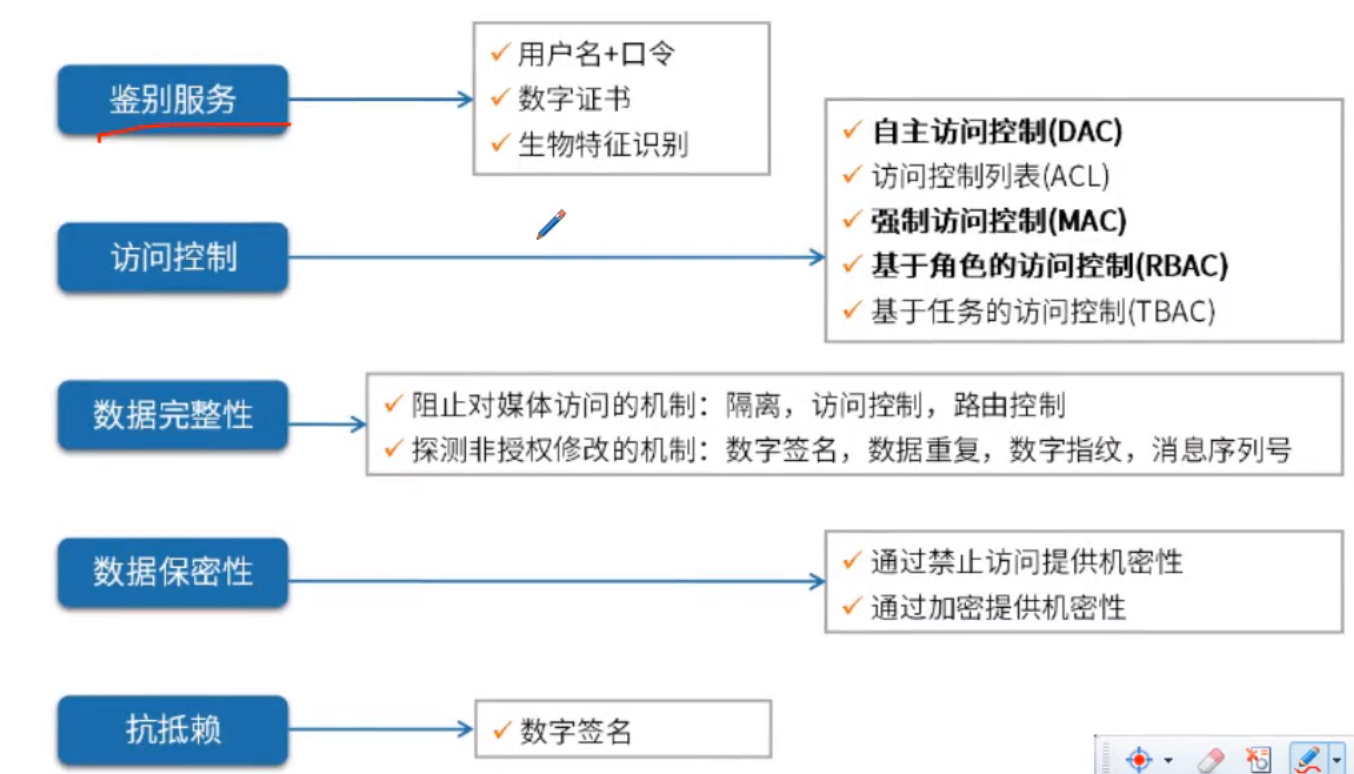 鉴别服务
用户名+口令
数字证书
生物特征识别
访问控制
自主访问控制(DAC)
访问控制列表(ACL)
强制访问控制(MAC)
基于角色的访问控制(RBAC)
基于任务的访问控制(TBAC)
数据完整性
阻止对媒体访问的机制：隔离，访问控制，路由控制
探测非授权修改的机制：数字签名，数据重复，数字指纹，消息序列号
数据保密性
通过禁止访问提供机密性
通过加密提供机密性
抗抵赖
数字签名